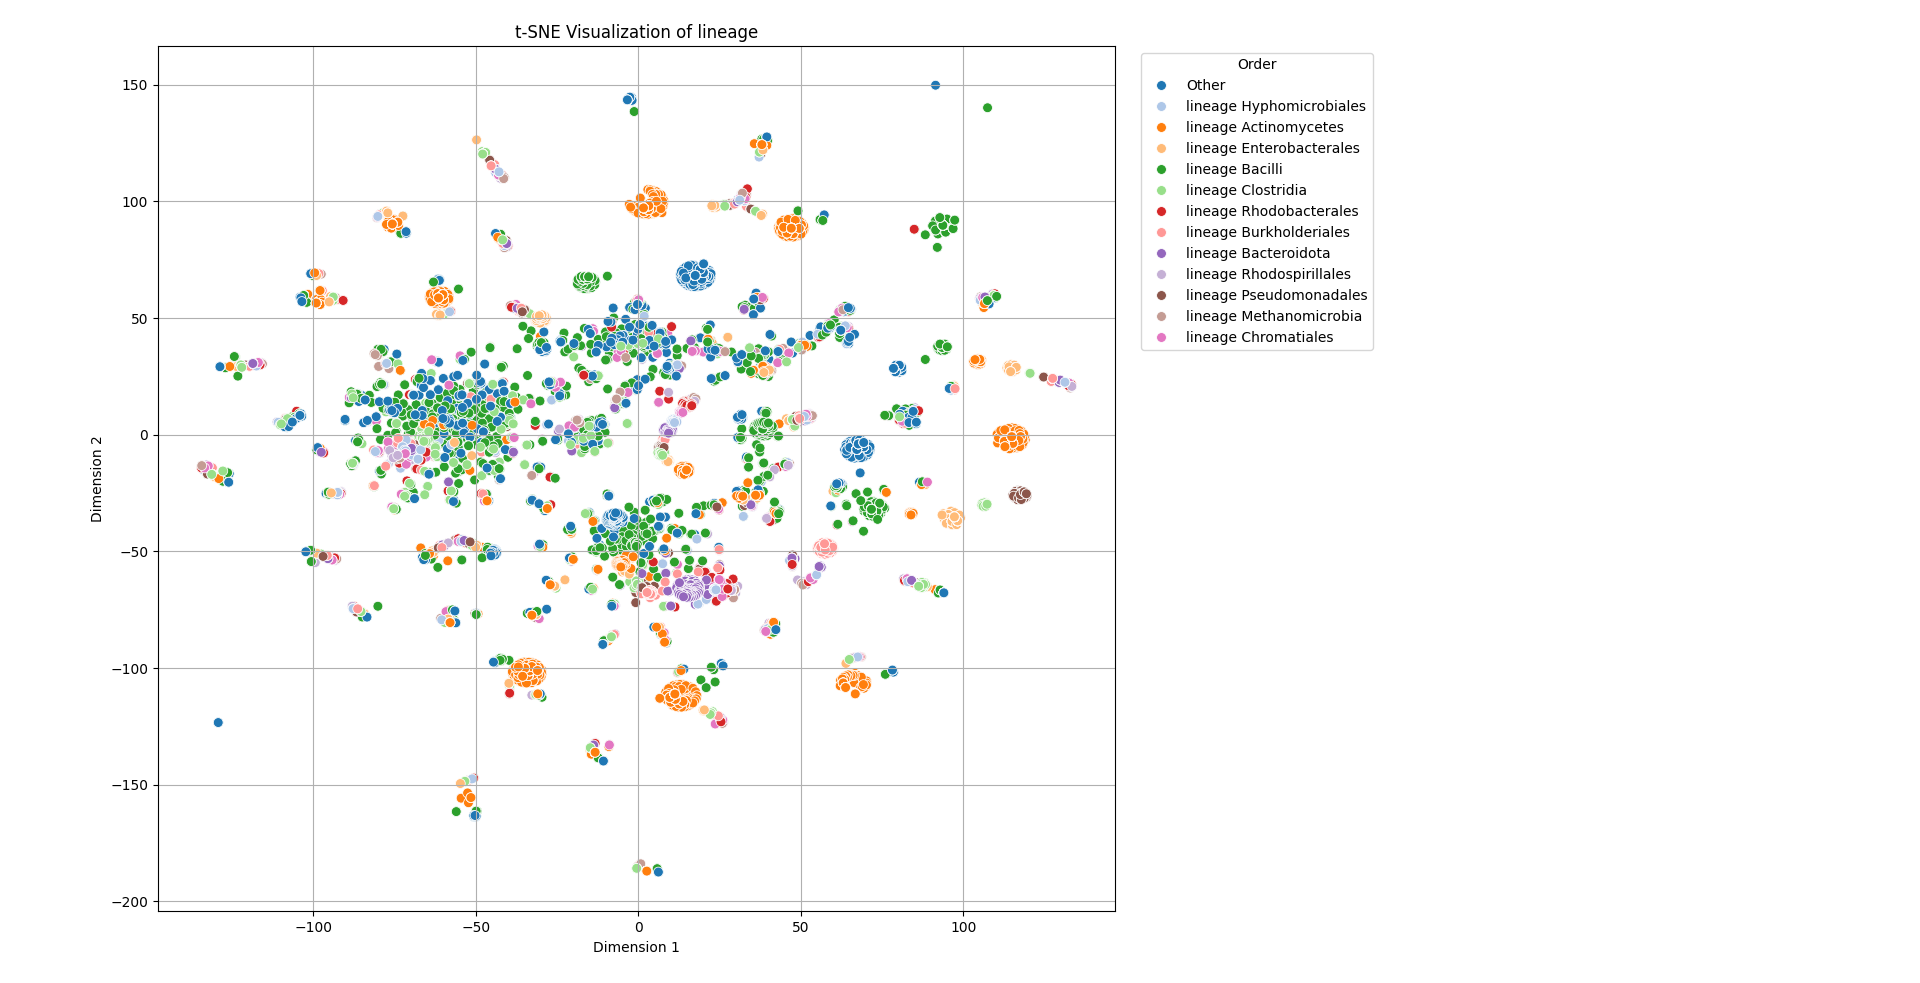 t-SNE Visualization of lineage
Order
Other
lineage Hyphomicrobiales
lineage Actinomycetes
lineage Enterobacterales
lineage Bacilli
lineage Clostridia
lineage Rhodobacterales
lineage Burkholderiales
lineage Bacteroidota
lineage Rhodospirillales
lineage Pseudomonadales
lineage Methanomicrobia
lineage Chromatiales
150
100
50
0
−50
−100
−150
−200
Dimension 2
−100
−50
0
50
100
Dimension 1